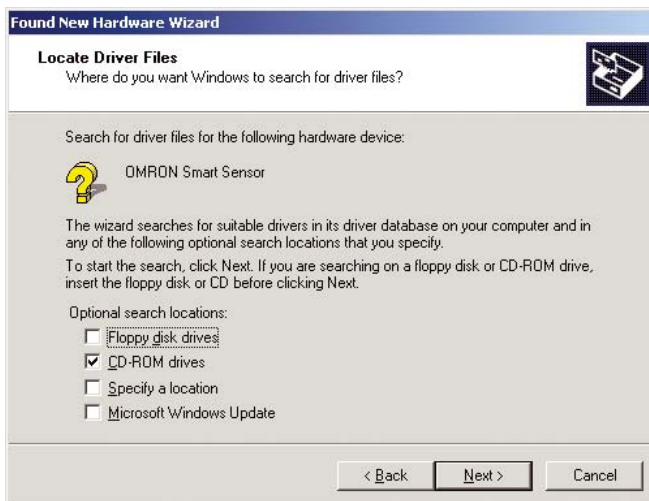 Found New Hardware Wizard
Locate Driver Files
Where do you want Windows to search for driver files?
Search for driver files for the following hardware device:
OMRON Smart Sensor
The wizard searches for suitable drivers in its driver database on your computer and in
any of the following optional search locations that you specify.
To start the search, click Next. If you are searching on a floppy disk or CD-ROM drive,
insert the floppy disk or CD before clicking Next.
Optional search locations:
Floppy disk drives
CD-ROM drives
Specify a location
Microsoft Windows Update
< Back Next > Cancel